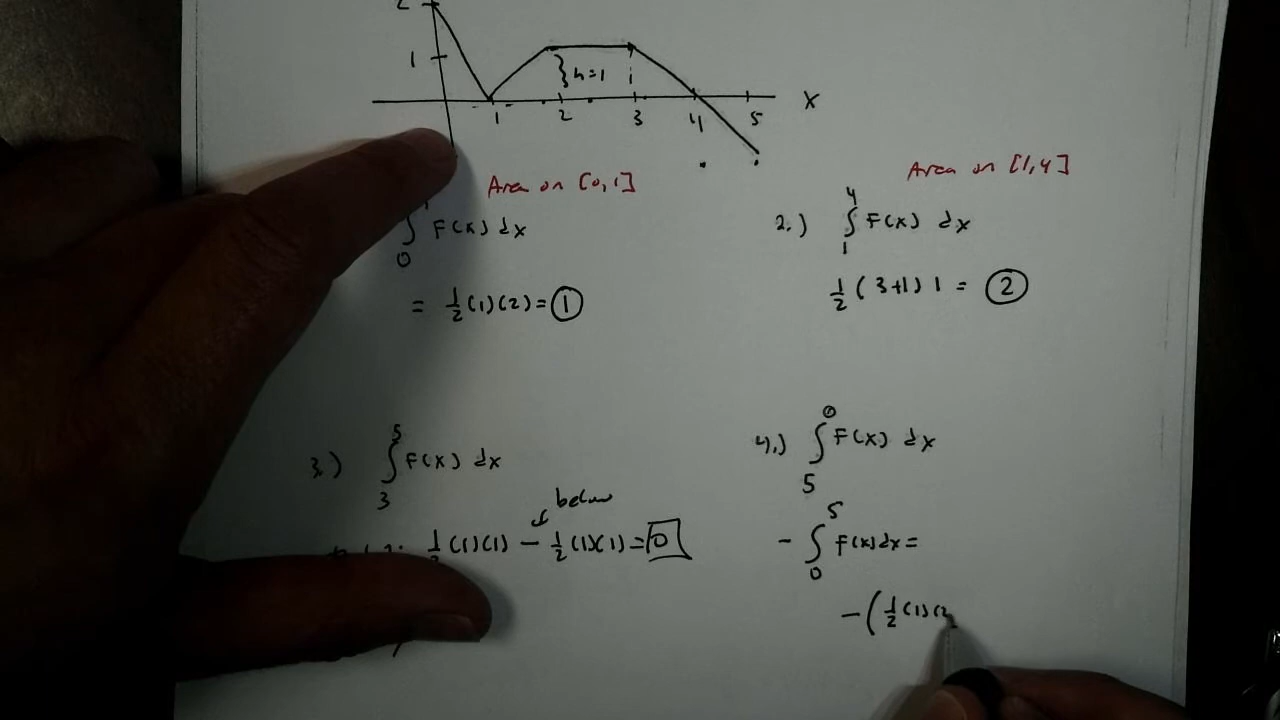 2
1
h=1
1 2 3 4 5 X
Area on [0,1]
Area on [1,4]
∫ F(x) dx
0
2.) ∫ F(x) dx
4
1
= ½(1)(2) = 1
½(3+1)1 = 2
3.) ∫ F(x) dx
5
3
4.) ∫ F(x) dx
0
5
below
½(1)(1) - ½(1)(1) = 0
- ∫ F(x)dx =
5
0
-(½(1)(2